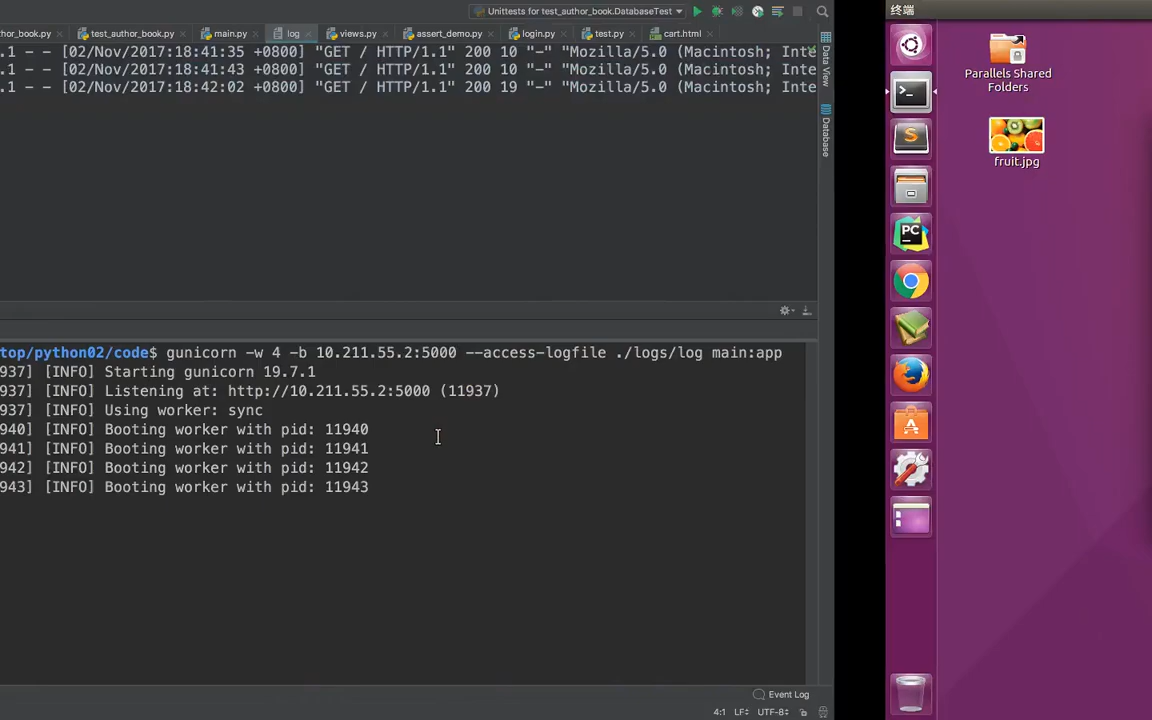 Unittests for test_author_book.DatabaseTest
终端
hor_book.py test_author_book.py main.py log views.py assert_demo.py login.py test.py cart.html
.1 - - [02/Nov/2017:18:41:35 +0800] "GET / HTTP/1.1" 200 10 "-" "Mozilla/5.0 (Macintosh; Inte
.1 - - [02/Nov/2017:18:41:43 +0800] "GET / HTTP/1.1" 200 10 "-" "Mozilla/5.0 (Macintosh; Inte
.1 - - [02/Nov/2017:18:42:02 +0800] "GET / HTTP/1.1" 200 19 "-" "Mozilla/5.0 (Macintosh; Inte
Data View
Database
Parallels Shared
Folders
fruit.jpg
PC
top/python02/code$ gunicorn -w 4 -b 10.211.55.2:5000 --access-logfile ./logs/log main:app
937] [INFO] Starting gunicorn 19.7.1
937] [INFO] Listening at: http://10.211.55.2:5000 (11937)
937] [INFO] Using worker: sync
940] [INFO] Booting worker with pid: 11940
941] [INFO] Booting worker with pid: 11941
942] [INFO] Booting worker with pid: 11942
943] [INFO] Booting worker with pid: 11943
Event Log
4:1 LF UTF-8